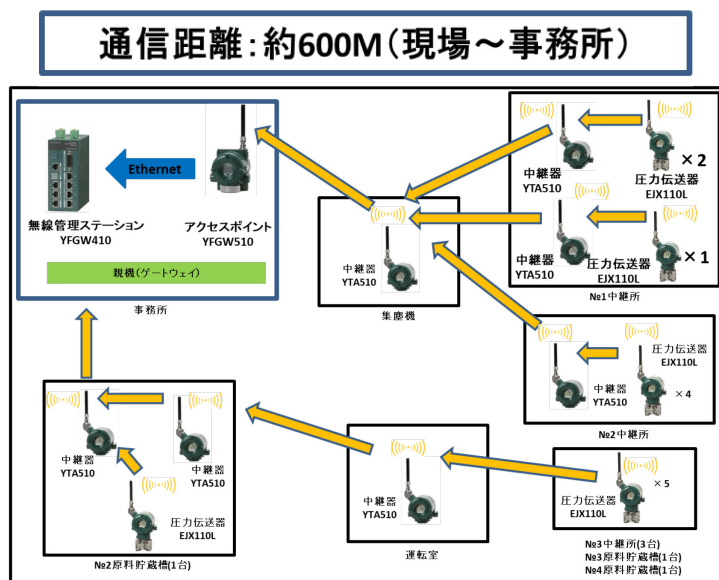 通信距離：約600M（現場～事務所）
Ethernet
無線管理ステーション
YFGW410
アクセスポイント
YFGW510
親機(ゲートウェイ)
事務所
中継器
YTA510
集塵機
中継器
YTA510
×2
圧力伝送器
EJX110L
中継器
YTA510
×1
圧力伝送器
EJX110L
№1中継所
圧力伝送器
EJX110L
中継器
YTA510
×4
№2中継所
中継器
YTA510
中継器
YTA510
圧力伝送器
EJX110L
№2原料貯蔵槽(1台)
中継器
YTA510
運転室
×5
圧力伝送器
EJX110L
№3中継所(3台)
№3原料貯蔵槽(1台)
№4原料貯蔵槽(1台)